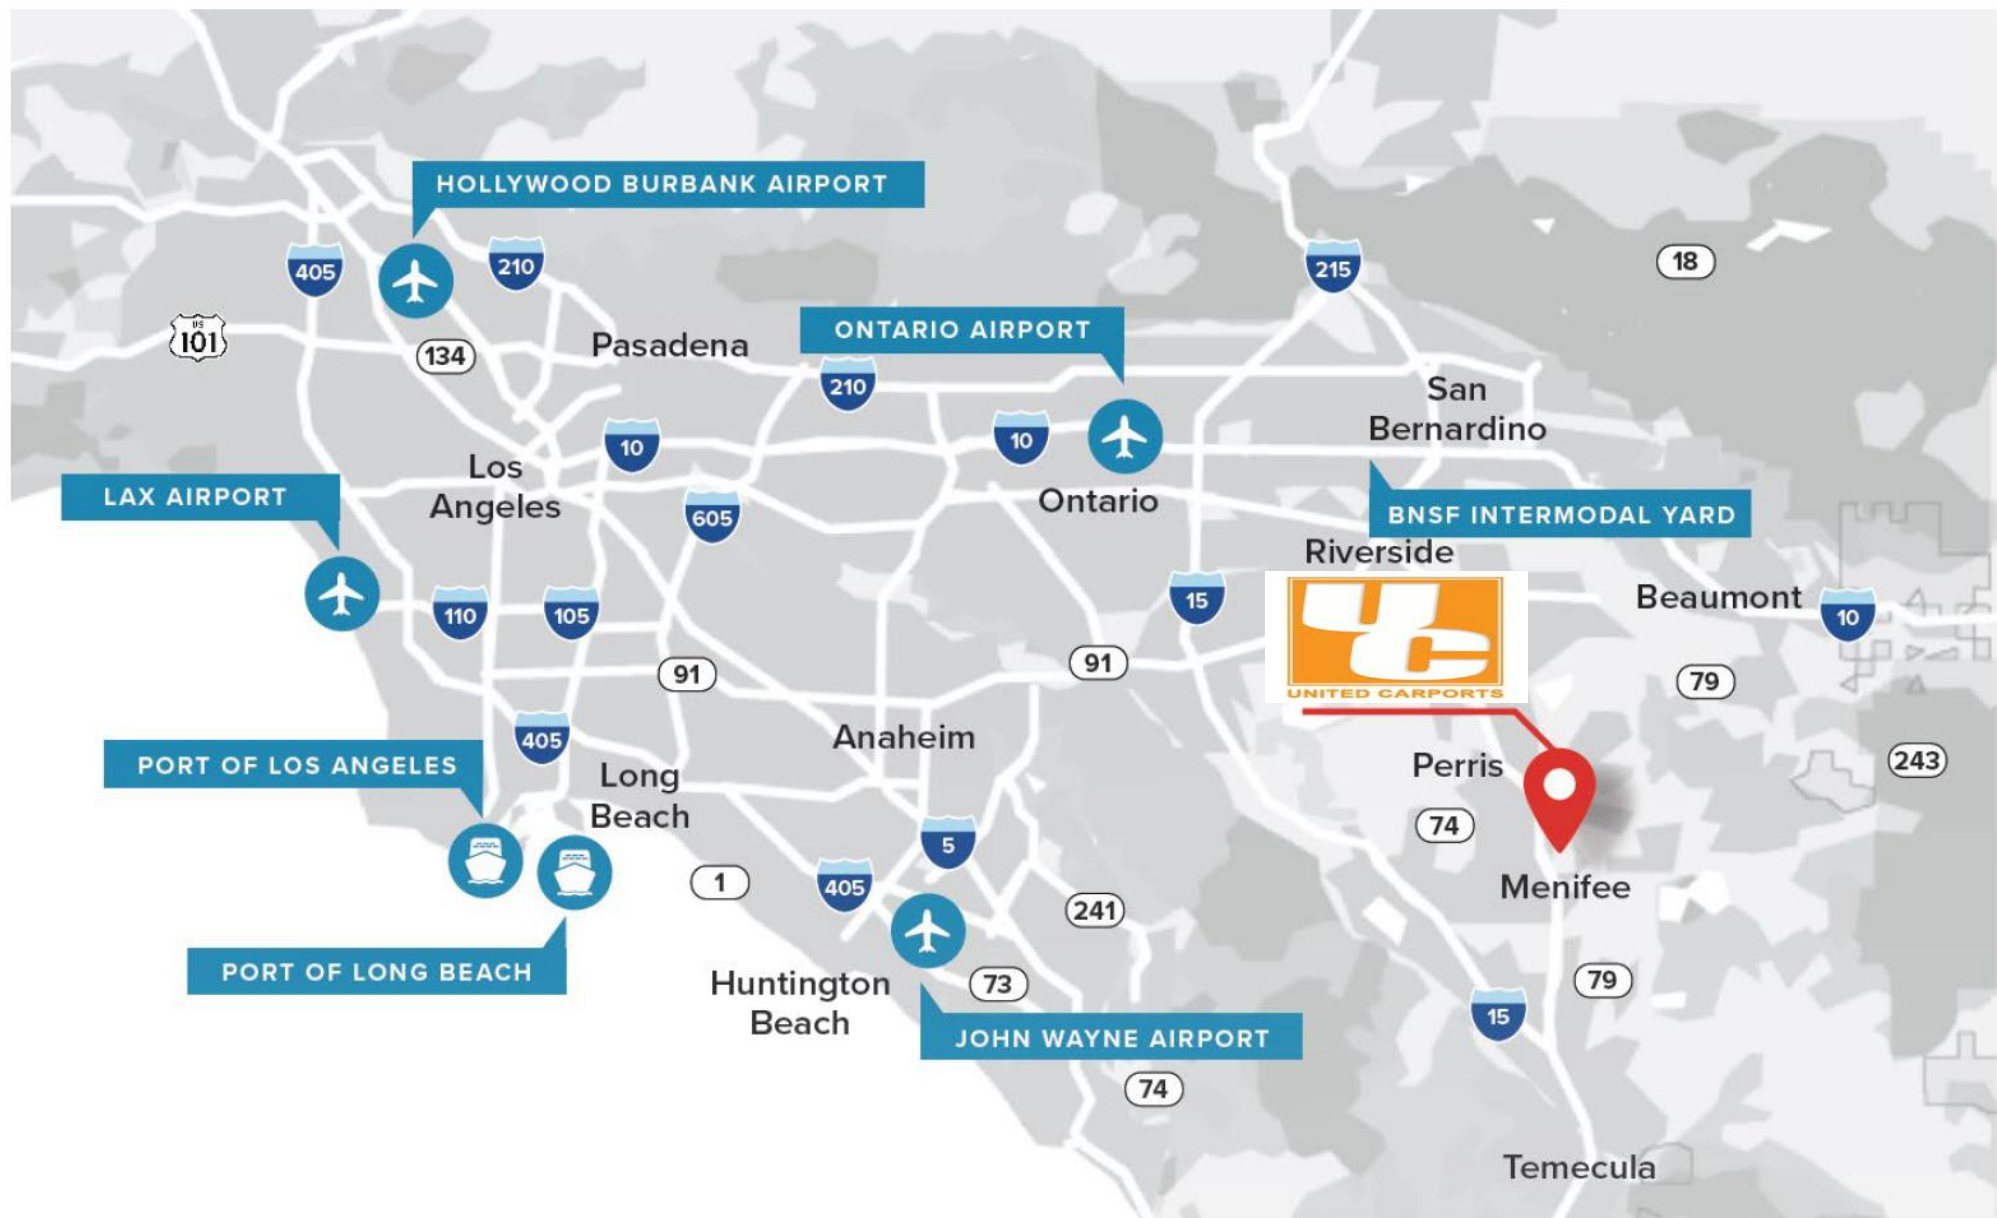 HOLLYWOOD BURBANK AIRPORT
405
210
215
18
US
101
134
Pasadena
ONTARIO AIRPORT
210
San
Bernardino
10
10
Los
Angeles
LAX AIRPORT
605
Ontario
BNSF INTERMODAL YARD
Riverside
110
105
15
Beaumont
10
91
91
UC
UNITED CARPORTS
79
405
Anaheim
PORT OF LOS ANGELES
Long
Beach
Perris
243
74
5
1
405
241
Menifee
PORT OF LONG BEACH
Huntington
Beach
73
79
15
JOHN WAYNE AIRPORT
74
Temecula